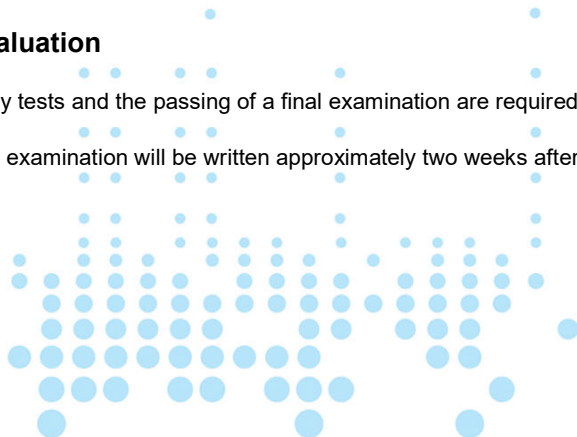 aluation
y tests and the passing of a final examination are required
examination will be written approximately two weeks after